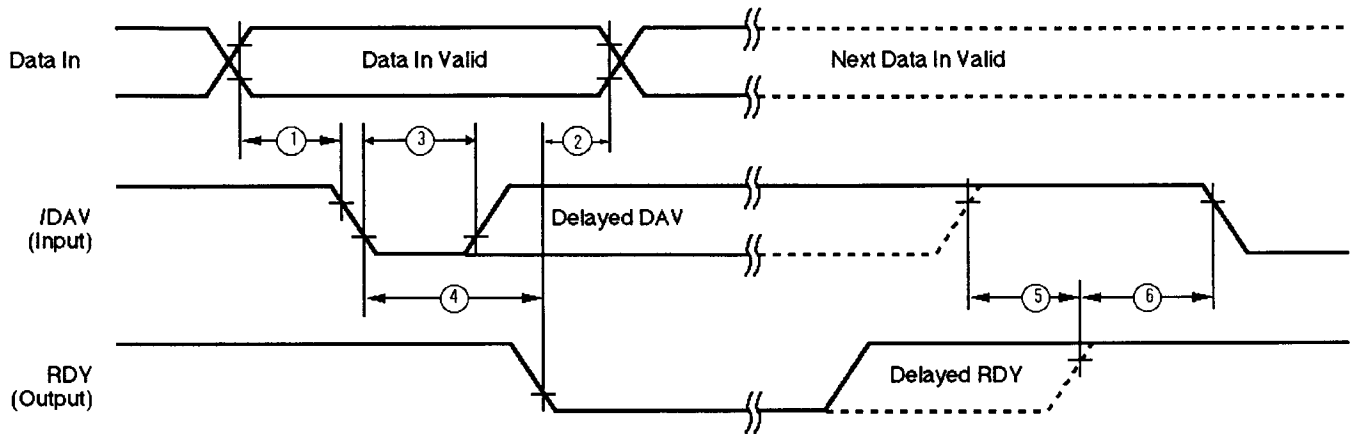 Data In
Data In Valid
Next Data In Valid
1
3
2
/DAV
(Input)
Delayed DAV
4
5
6
RDY
(Output)
Delayed RDY